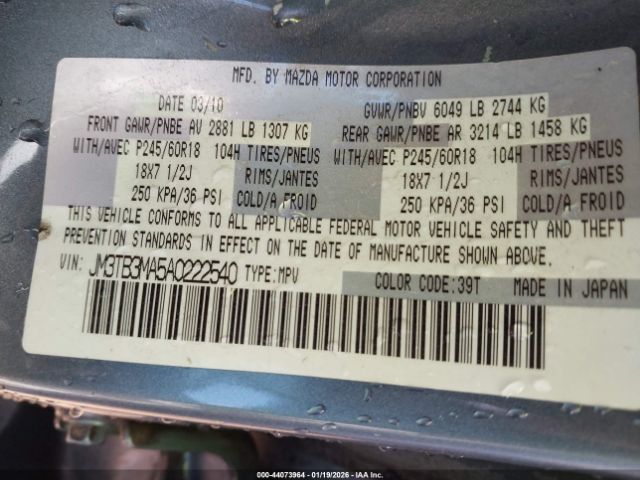 MFD. BY MAZDA MOTOR CORPORATION
DATE 03/10 GVWR/PNBV 6049 LB 2744 KG
FRONT GAWR/PNBE AV 2881 LB 1307 KG REAR GAWR/PNBE AR 3214 LB 1458 KG
WITH/AVEC P245/60R18 104H TIRES/PNEUS WITH/AVEC P245/60R18 104H TIRES/PNEUS
18X7 1/2J RIMS/JANTES 18X7 1/2J RIMS/JANTES
250 KPA/36 PSI COLD/A FROID 250 KPA/36 PSI COLD/A FROID
THIS VEHICLE CONFORMS TO ALL APPLICABLE FEDERAL MOTOR VEHICLE SAFETY AND THEFT
PREVENTION STANDARDS IN EFFECT ON THE DATE OF MANUFACTURE SHOWN ABOVE.
VIN: JM3TB3MA5A0222540 TYPE:MPV
COLOR CODE:39T MADE IN JAPAN
000-44073964 - 01/19/2026 - IAAI, Inc.